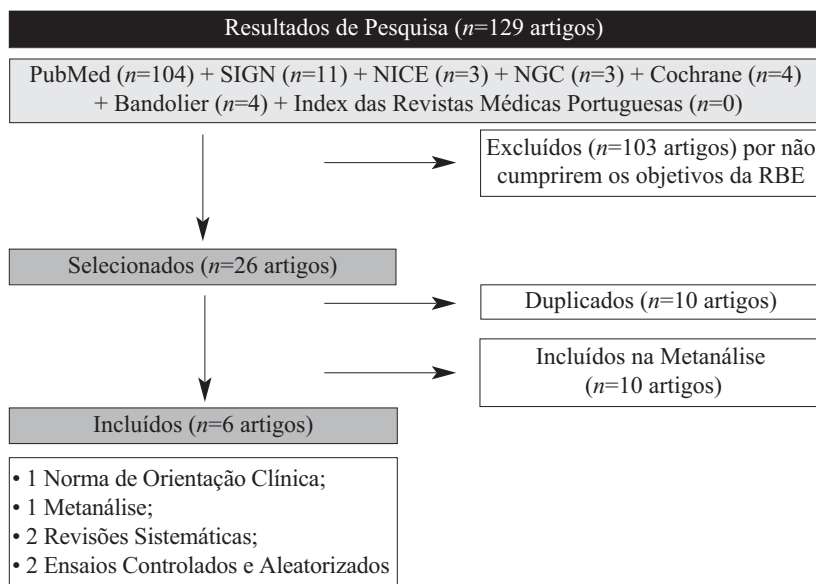 Resultados de Pesquisa (n=129 artigos)
PubMed (n=104) + SIGN (n=11) + NICE (n=3) + NGC (n=3) + Cochrane (n=4)
+ Bandolier (n=4) + Index das Revistas Médicas Portuguesas (n=0)
Excluídos (n=103 artigos) por não
cumprirem os objetivos da RBE
Selecionados (n=26 artigos)
Duplicados (n=10 artigos)
Incluídos na Metanálise
(n=10 artigos)
Incluídos (n=6 artigos)
• 1 Norma de Orientação Clínica;
• 1 Metanálise;
• 2 Revisões Sistemáticas;
• 2 Ensaios Controlados e Aleatorizados